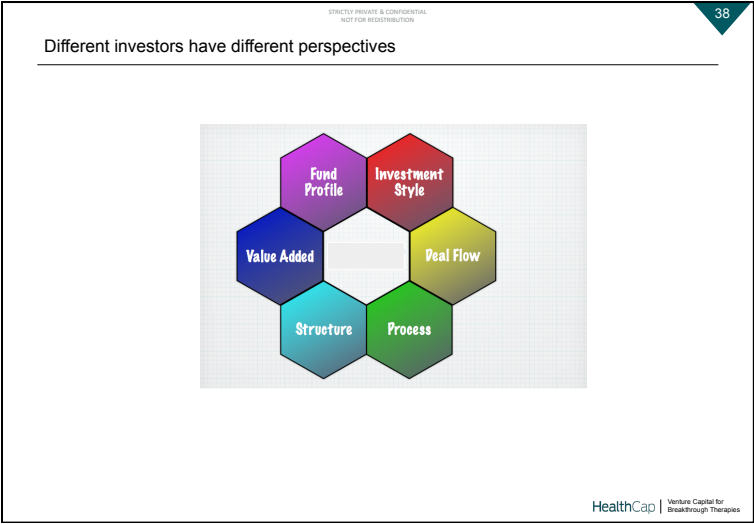 STRICTLY PRIVATE & CONFIDENTIAL
NOT FOR REDISTRIBUTION
38
Different investors have different perspectives
Fund
Profile
Investment
Style
Value Added
Deal Flow
Structure
Process
HealthCap
Venture Capital for
Breakthrough Therapies